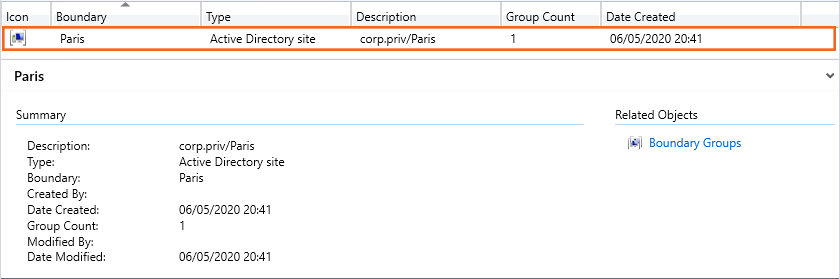 Icon Boundary Type Description Group Count Date Created
Paris Active Directory site corp.priv/Paris 1 06/05/2020 20:41
Paris
Summary
Related Objects
Description: corp.priv/Paris
Boundary Groups
Type: Active Directory site
Boundary: Paris
Created By:
Date Created: 06/05/2020 20:41
Group Count: 1
Modified By:
Date Modified: 06/05/2020 20:41